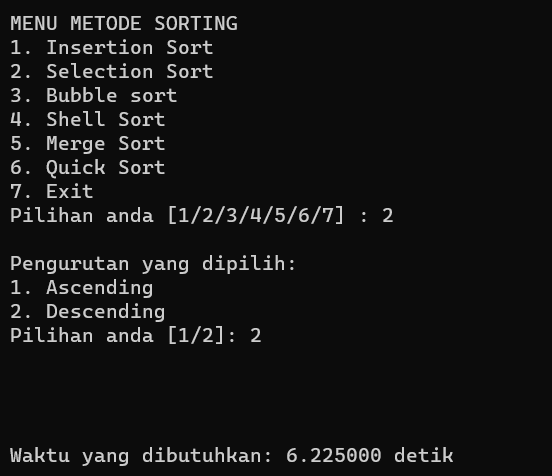 MENU METODE SORTING
1. Insertion Sort
2. Selection Sort
3. Bubble sort
4. Shell Sort
5. Merge Sort
6. Quick Sort
7. Exit
Pilihan anda [1/2/3/4/5/6/7] : 2
Pengurutan yang dipilih:
1. Ascending
2. Descending
Pilihan anda [1/2]: 2
Waktu yang dibutuhkan: 6.225000 detik